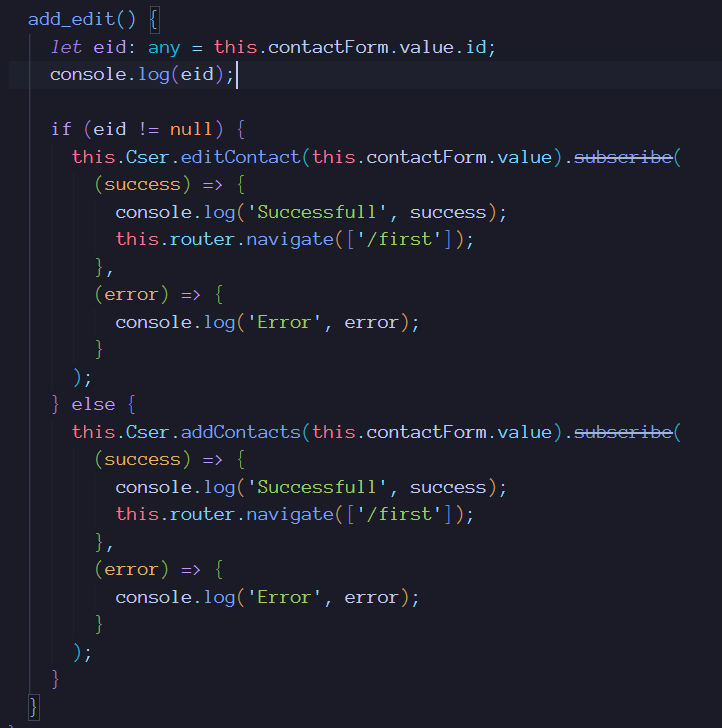 add_edit() {
let eid: any = this.contactForm.value.id;
console.log(eid);
if (eid != null) {
this.Cser.editContact(this.contactForm.value).subscribe(
(success) => {
console.log('Successfull', success);
this.router.navigate(['/first']);
},
(error) => {
console.log('Error', error);
}
);
} else {
this.Cser.addContacts(this.contactForm.value).subscribe(
(success) => {
console.log('Successfull', success);
this.router.navigate(['/first']);
},
(error) => {
console.log('Error', error);
}
);
}
}